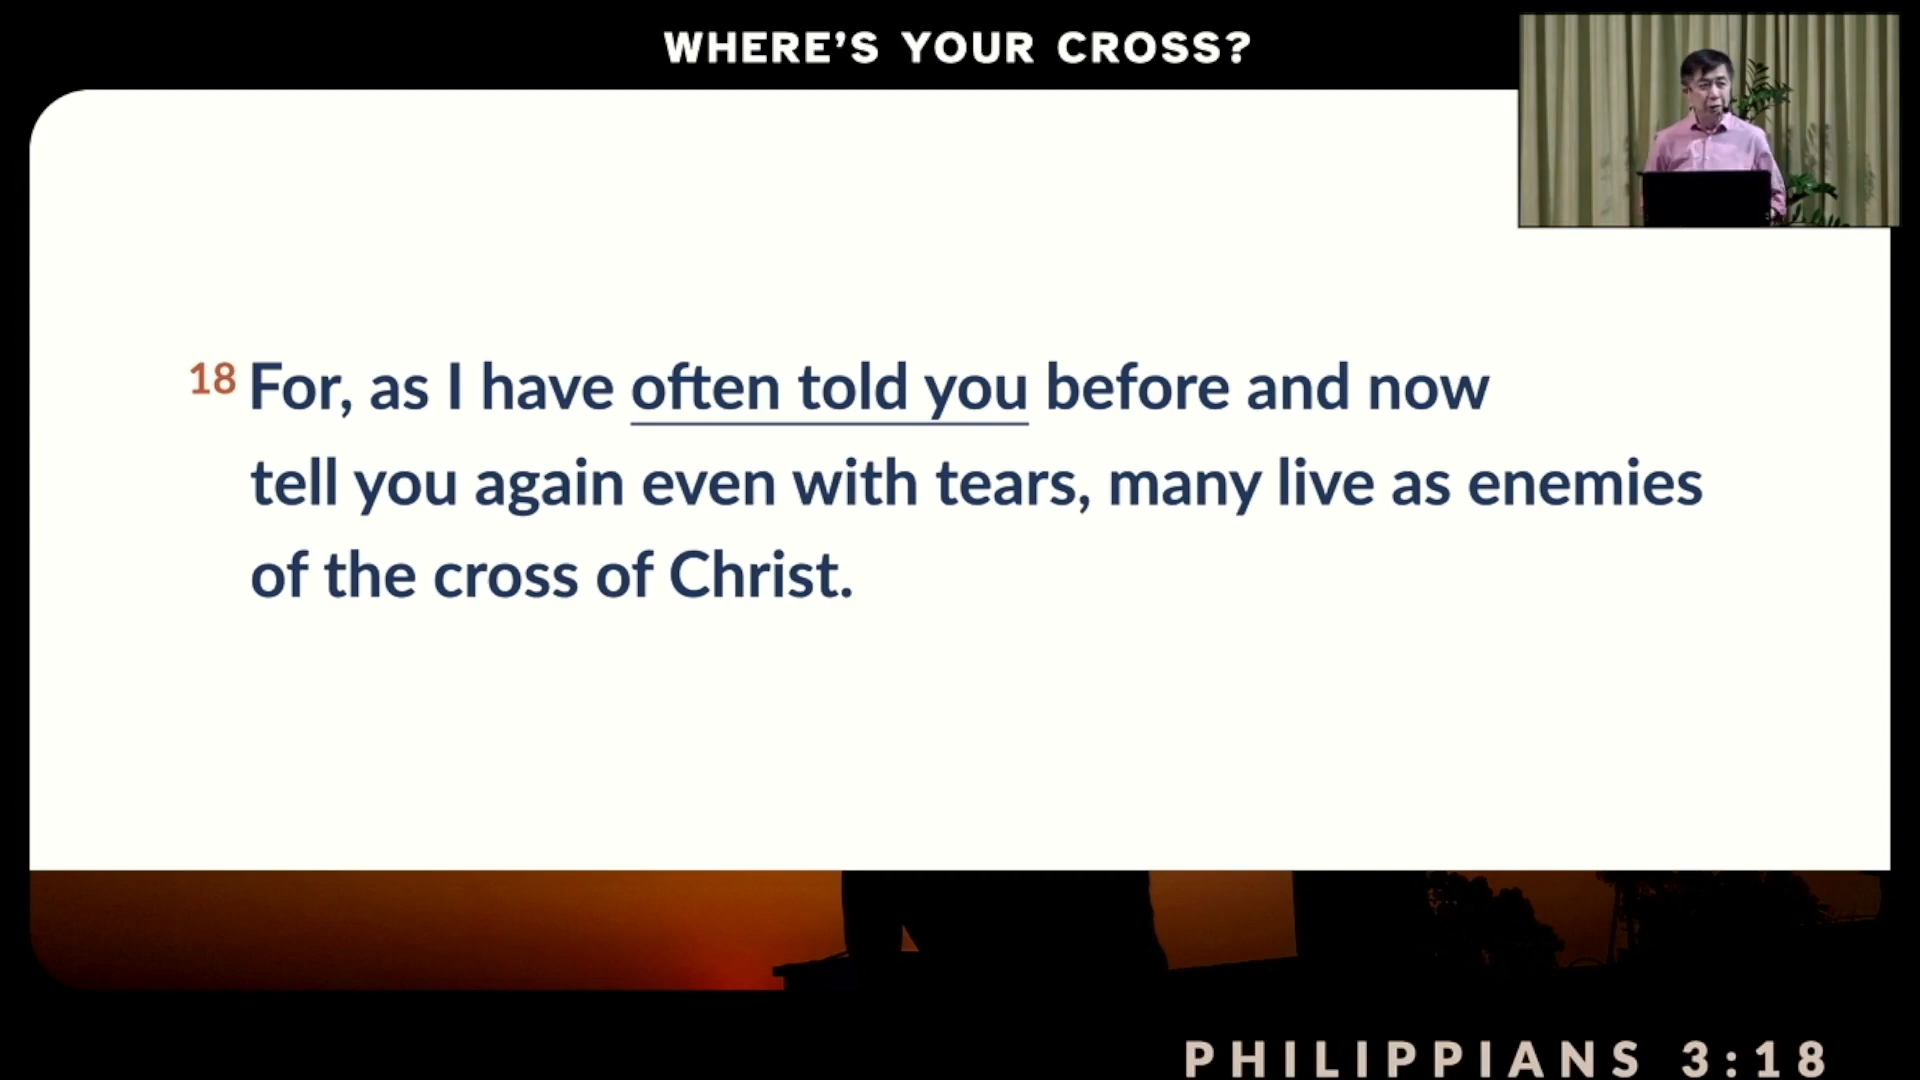 WHERE'S YOUR CROSS?
18 For, as I have often told you before and now
tell you again even with tears, many live as enemies
of the cross of Christ.
PHILIPPIANS 3:18